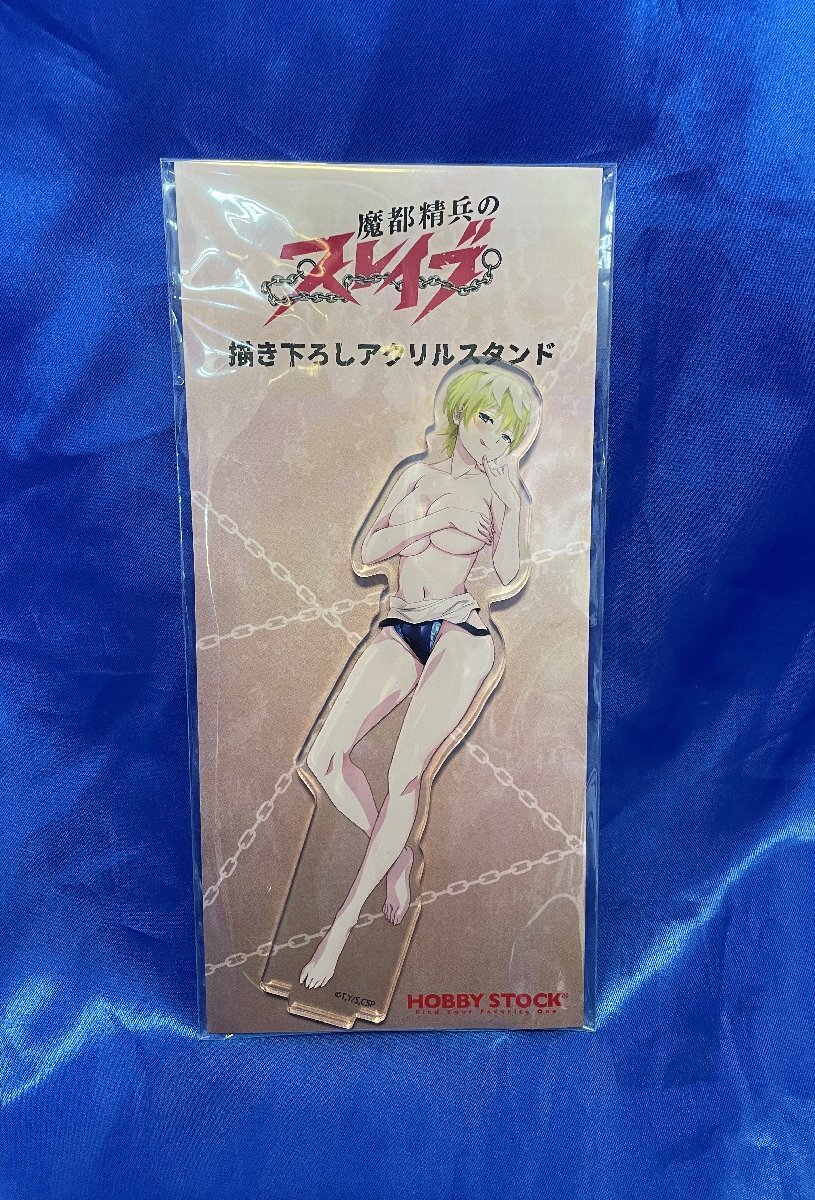 魔都精兵の
スレイブ
描き下ろしアクリルスタンド
©T,Y/S,CSP
HOBBY STOCK®
Find Your Favorite One